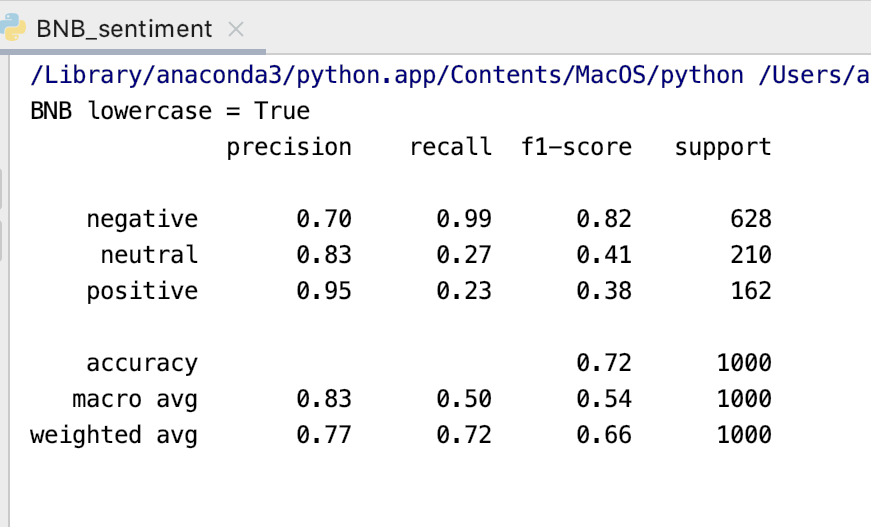 BNB_sentiment
/Library/anaconda3/python.app/Contents/MacOS/python /Users/a
BNB lowercase = True
precision recall f1-score support
negative 0.70 0.99 0.82 628
neutral 0.83 0.27 0.41 210
positive 0.95 0.23 0.38 162
accuracy 0.72 1000
macro avg 0.83 0.50 0.54 1000
weighted avg 0.77 0.72 0.66 1000